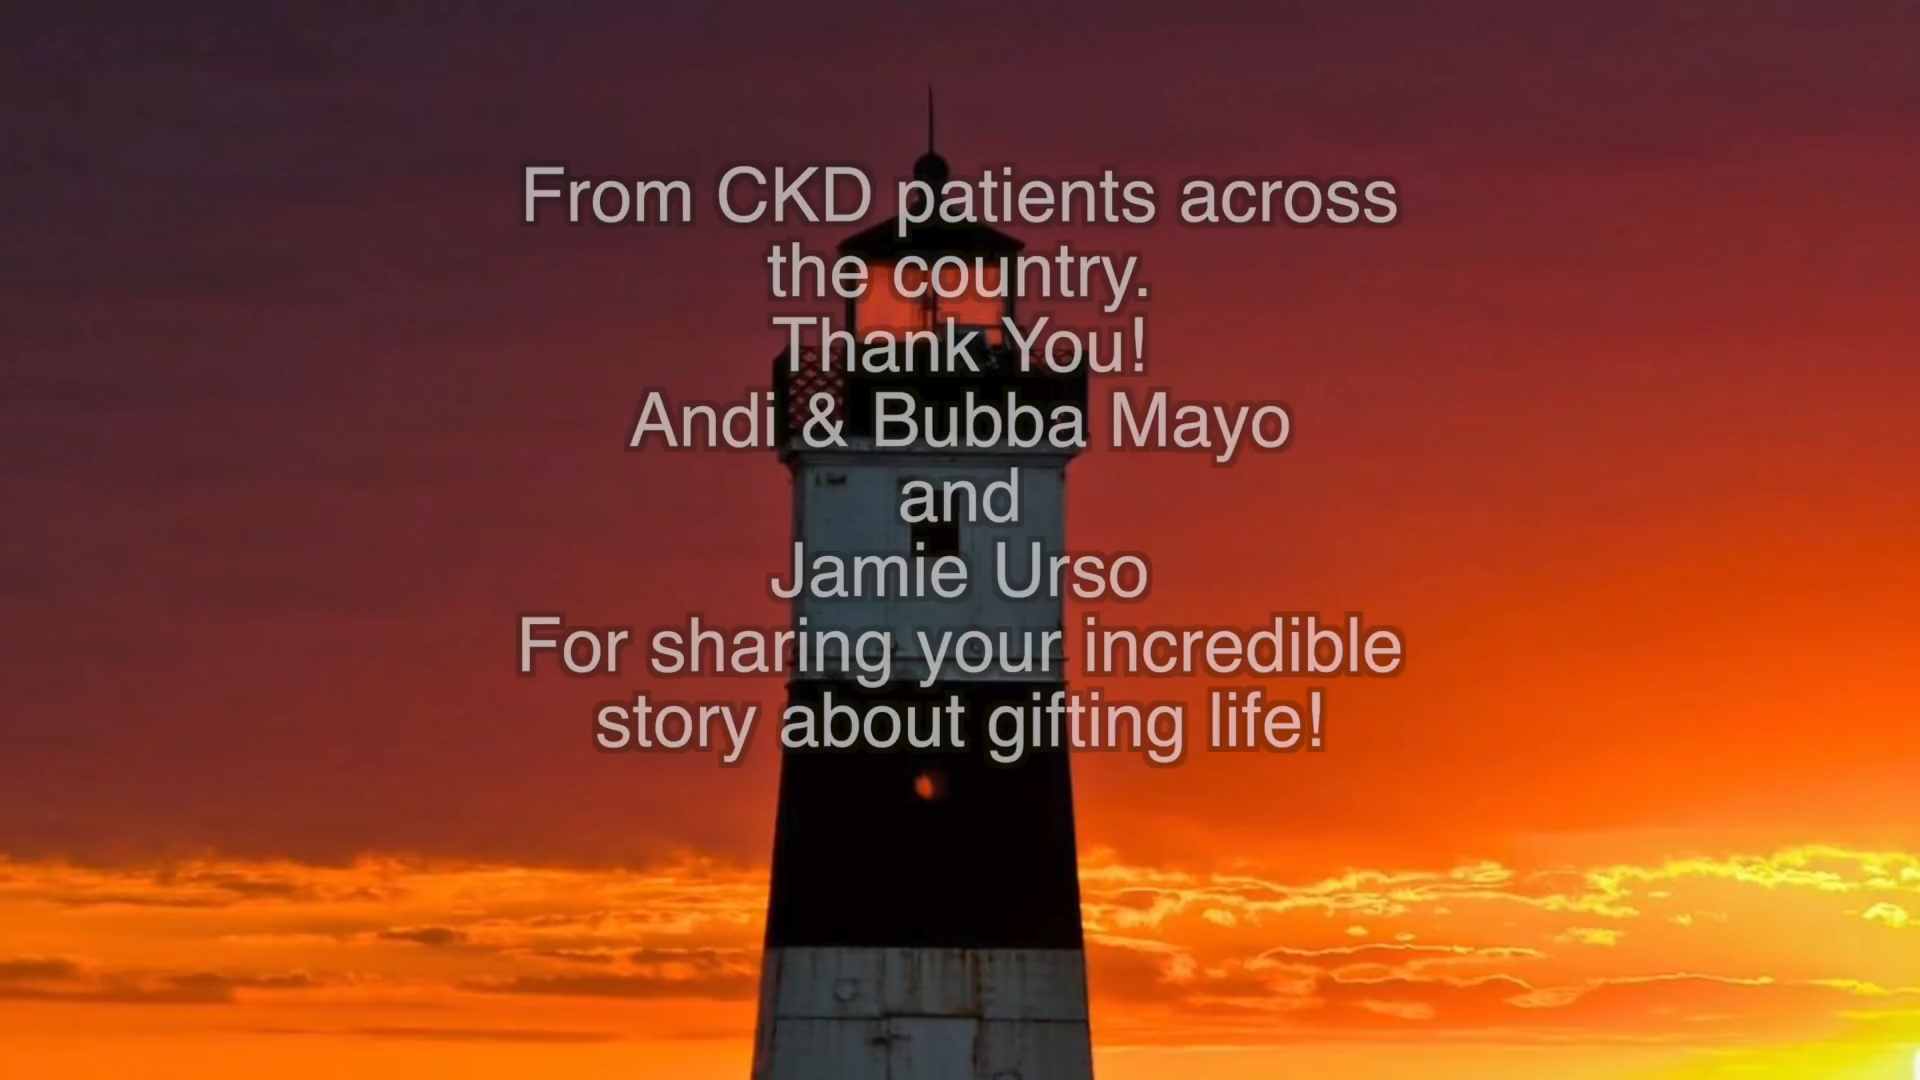 From CKD patients across
the country.
Thank You!
Andi & Bubba Mayo
and
Jamie Urso
For sharing your incredible
story about gifting life!